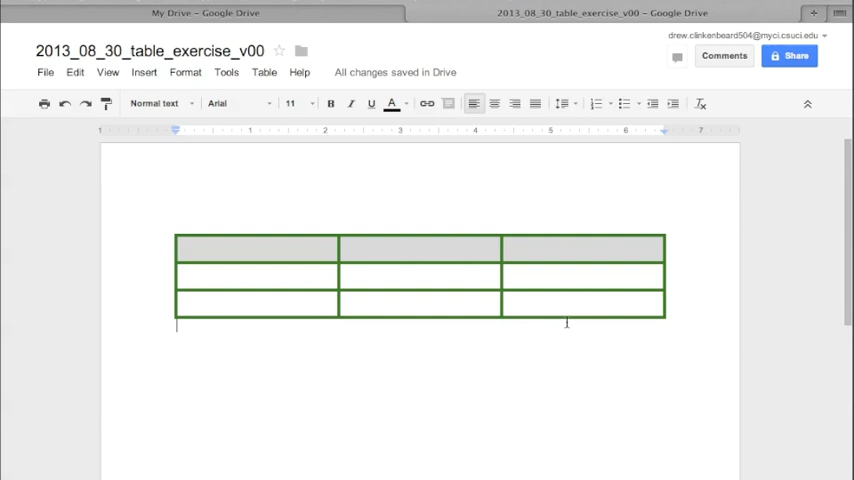 My Drive – Google Drive
2013_08_30_table_exercise_v00 – Google Drive
drew.clinkenbeard504@myci.csuci.edu
2013_08_30_table_exercise_v00
Comments
Share
File Edit View Insert Format Tools Table Help All changes saved in Drive
Normal text Arial 11 B I U A
1 1 2 3 4 5 6 7